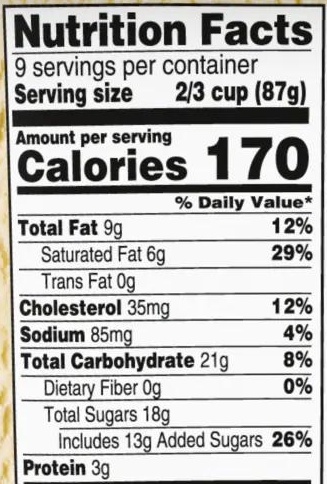 Nutrition Facts
9 servings per container
Serving size 2/3 cup (87g)
Amount per serving
Calories 170
% Daily Value*
Total Fat 9g 12%
Saturated Fat 6g 29%
Trans Fat 0g
Cholesterol 35mg 12%
Sodium 85mg 4%
Total Carbohydrate 21g 8%
Dietary Fiber 0g 0%
Total Sugars 18g
Includes 13g Added Sugars 26%
Protein 3g